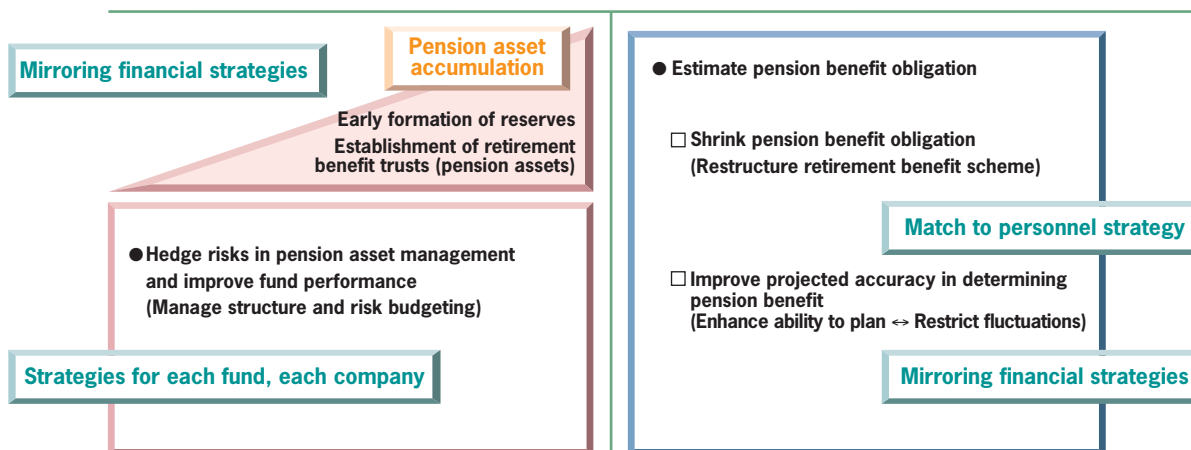 Mirroring financial strategies
Pension asset
accumulation
Early formation of reserves
Establishment of retirement
benefit trusts (pension assets)
● Hedge risks in pension asset management
and improve fund performance
(Manage structure and risk budgeting)
Strategies for each fund, each company
● Estimate pension benefit obligation
□ Shrink pension benefit obligation
(Restructure retirement benefit scheme)
Match to personnel strategy
□ Improve projected accuracy in determining
pension benefit
(Enhance ability to plan ↔ Restrict fluctuations)
Mirroring financial strategies